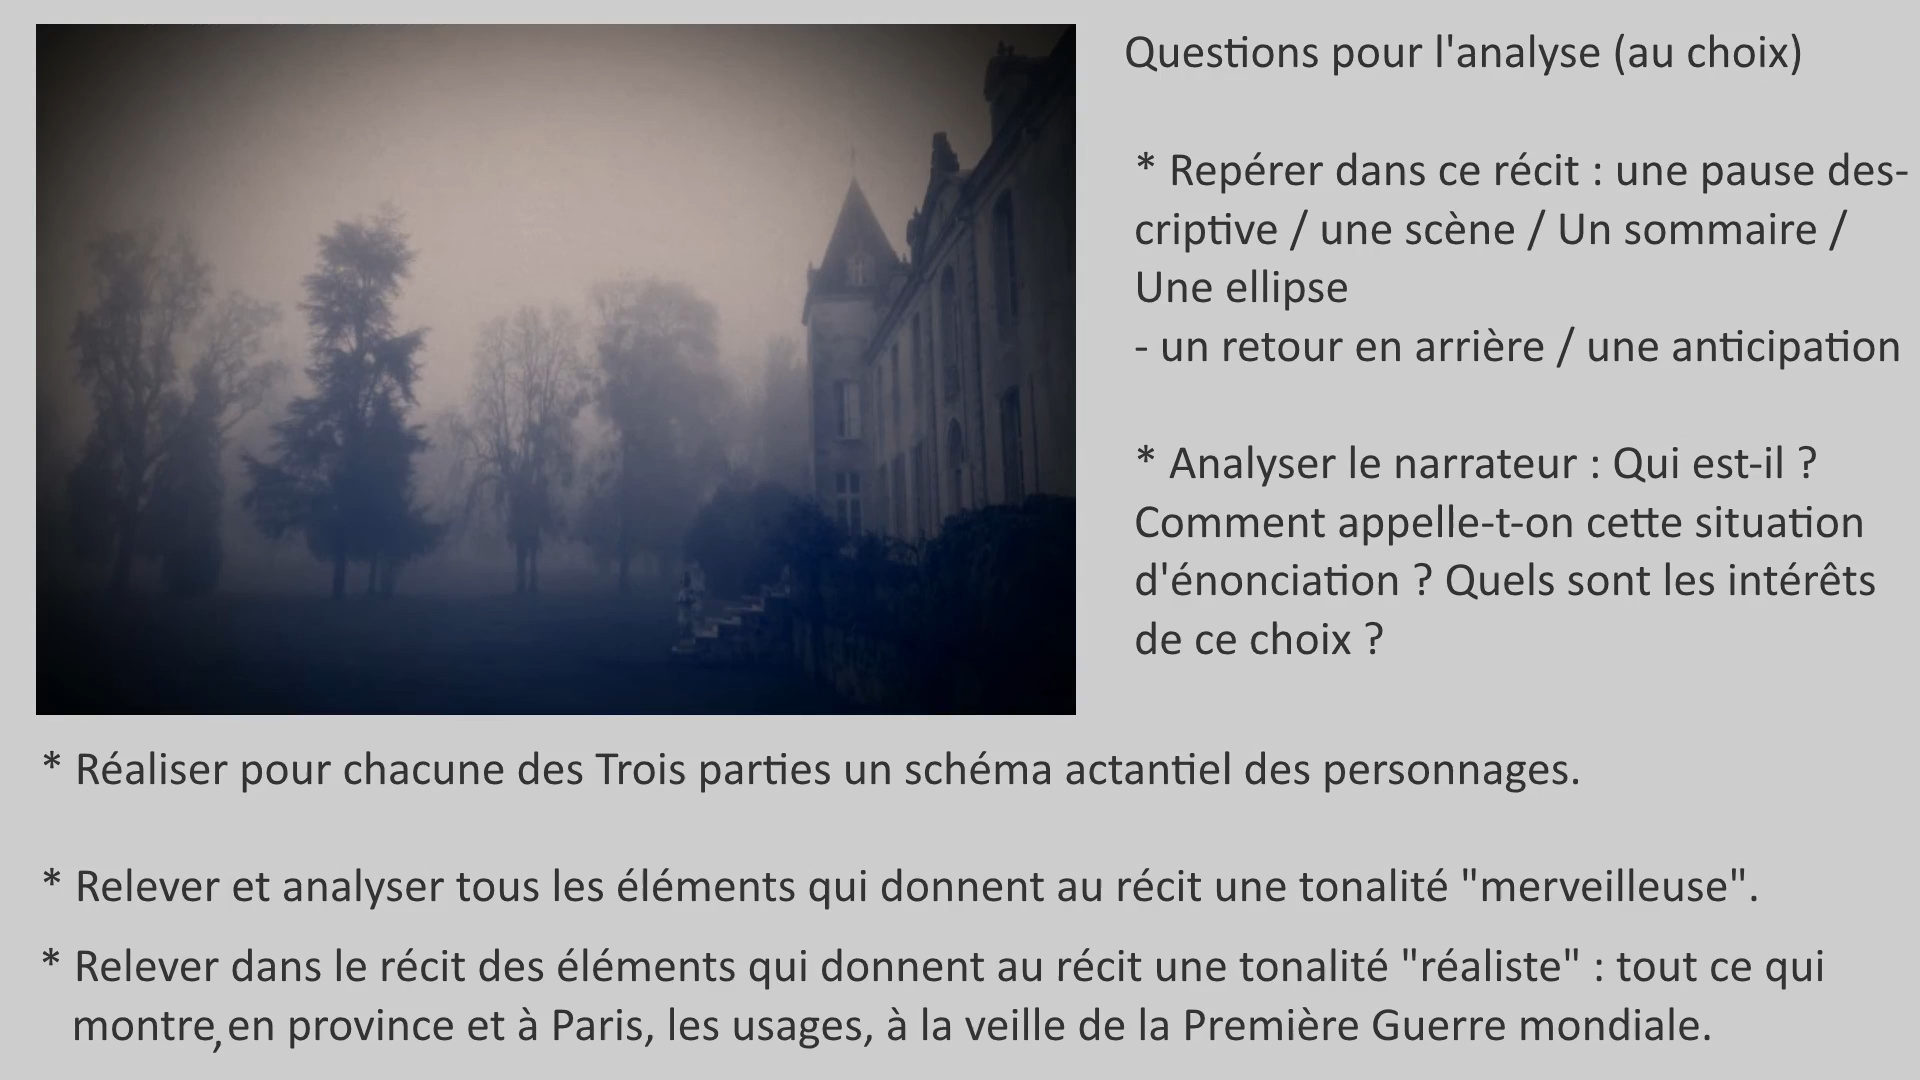 Questions pour l'analyse (au choix)
* Repérer dans ce récit : une pause des-
criptive / une scène / Un sommaire /
Une ellipse
- un retour en arrière / une anticipation
* Analyser le narrateur : Qui est-il ?
Comment appelle-t-on cette situation
d'énonciation ? Quels sont les intérêts
de ce choix ?
* Réaliser pour chacune des Trois parties un schéma actantiel des personnages.
* Relever et analyser tous les éléments qui donnent au récit une tonalité "merveilleuse".
* Relever dans le récit des éléments qui donnent au récit une tonalité "réaliste" : tout ce qui
montre, en province et à Paris, les usages, à la veille de la Première Guerre mondiale.